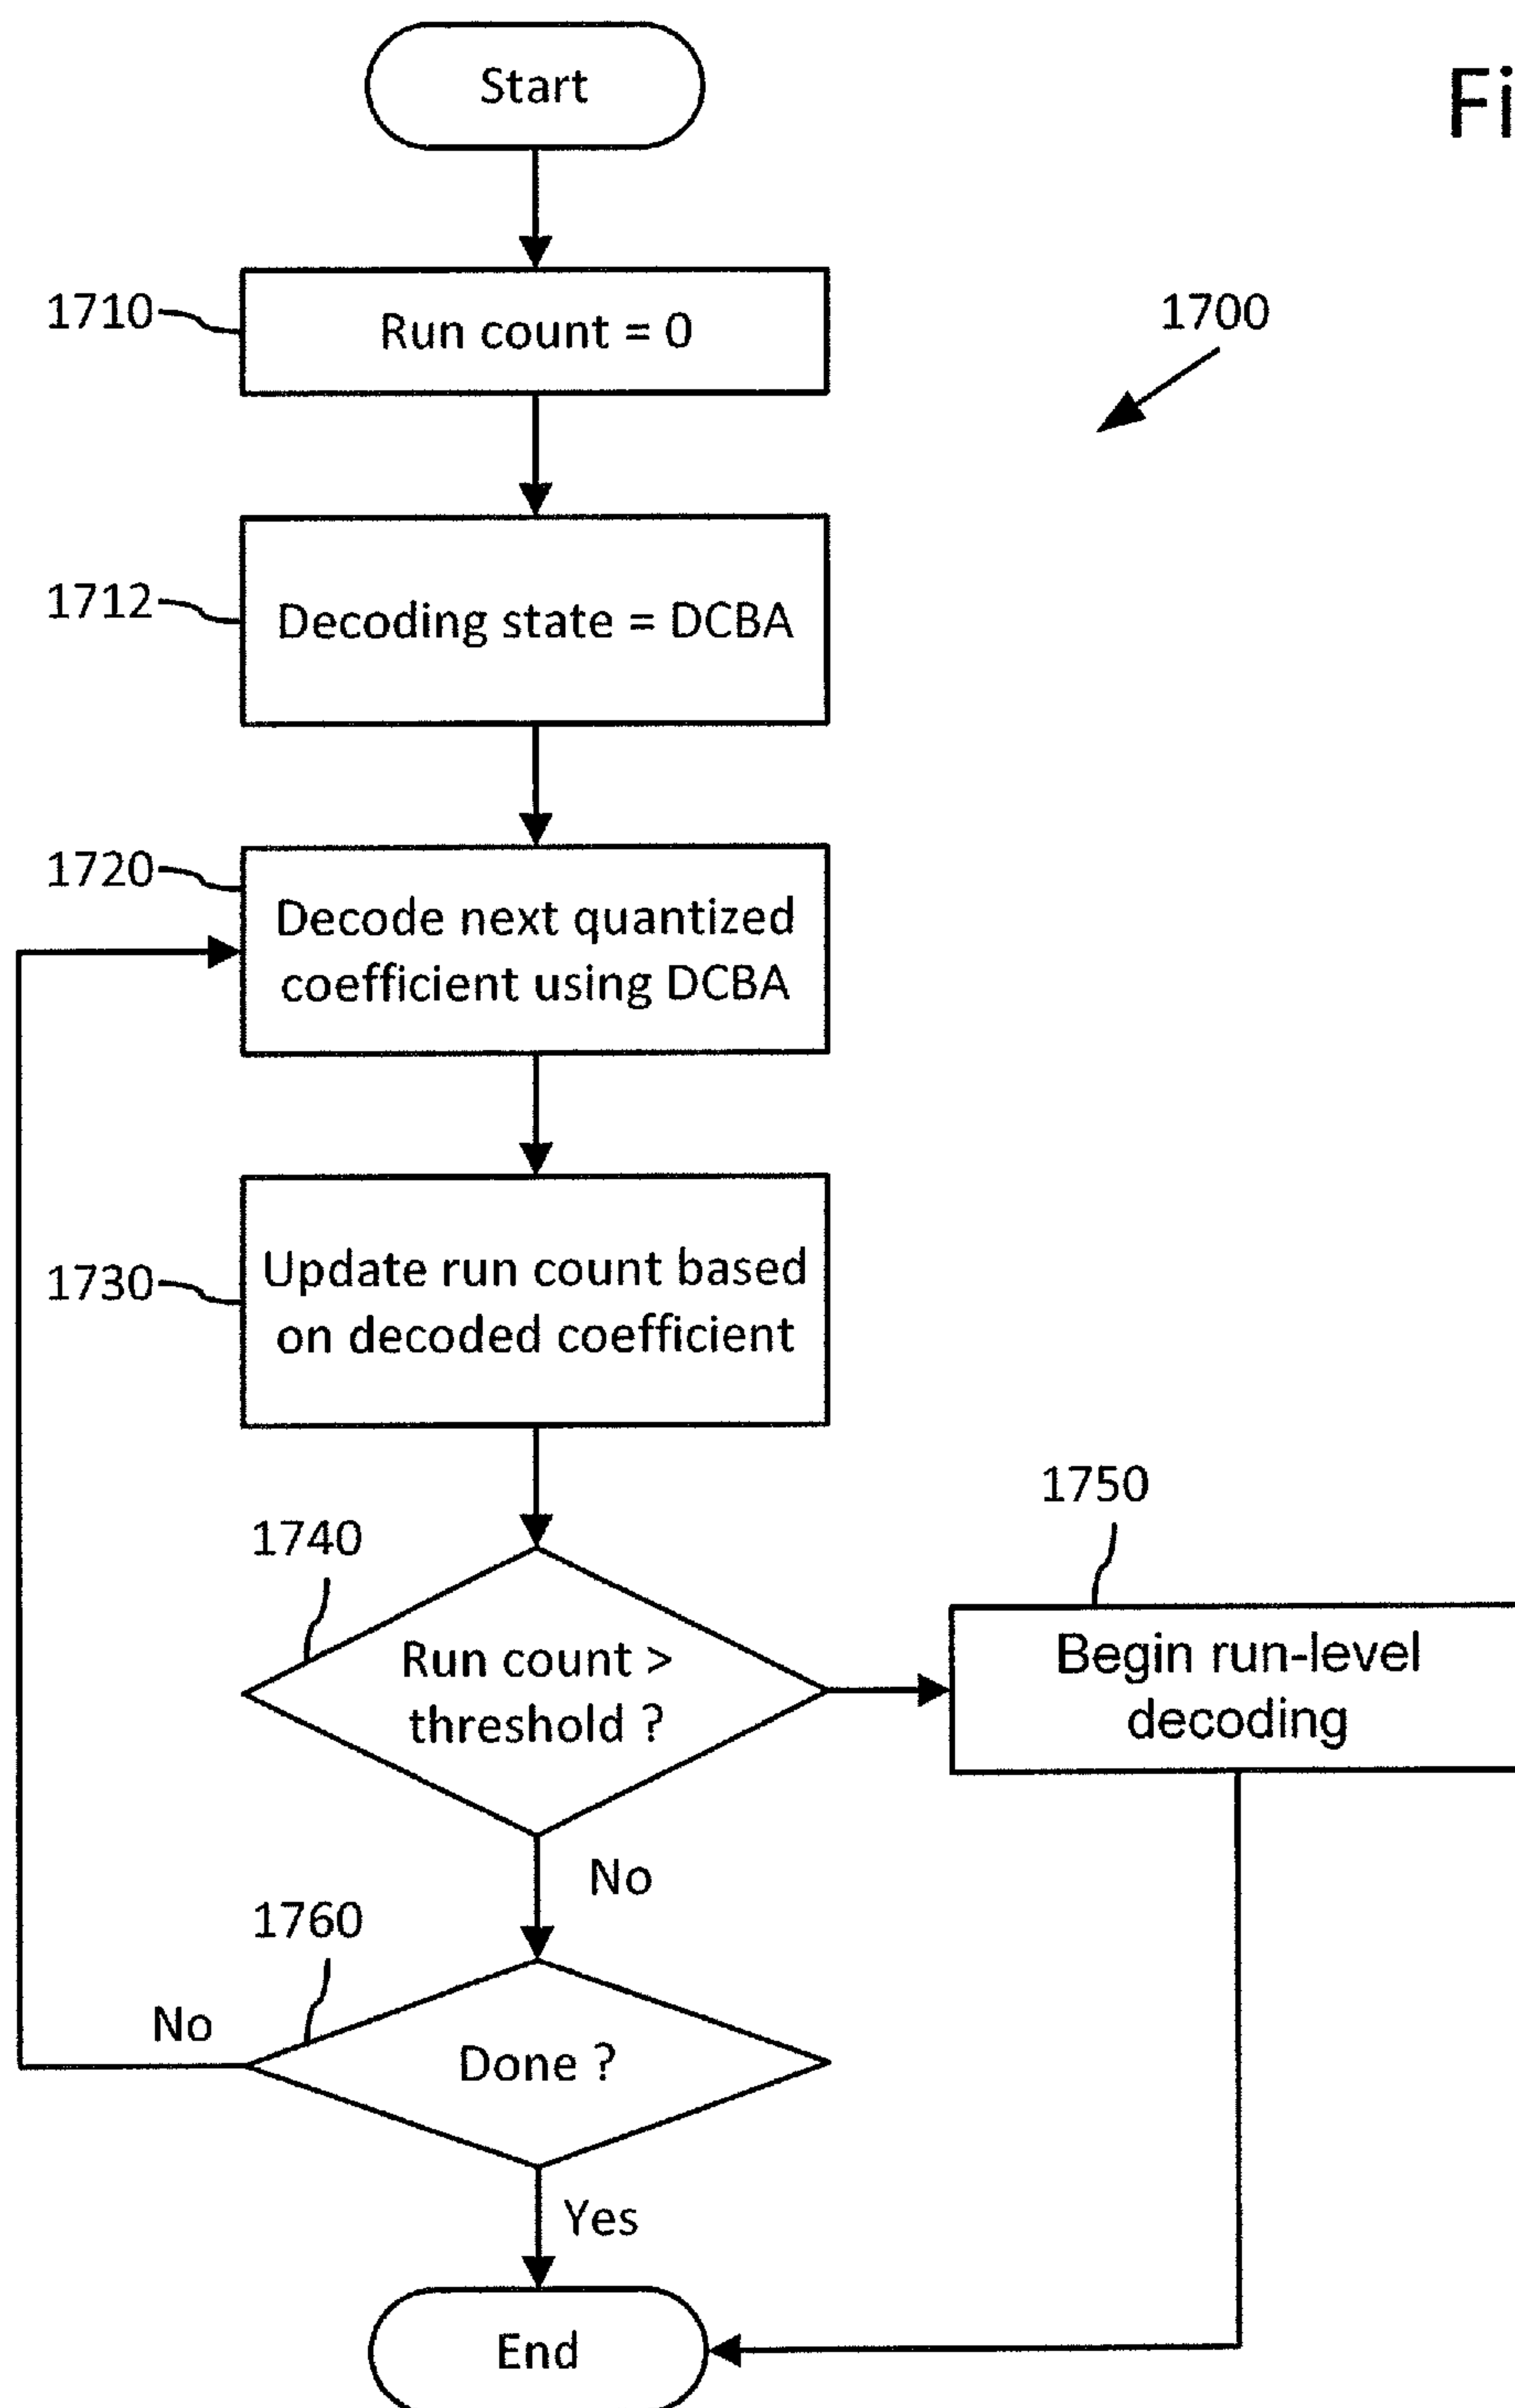 Start
Fi
1710
Run count = 0
1700
1712
Decoding state = DCBA
1720
Decode next quantized
coefficient using DCBA
1730
Update run count based
on decoded coefficient
1740
Run count >
threshold ?
1750
Begin run-level
decoding
No
1760
No
Done ?
Yes
End